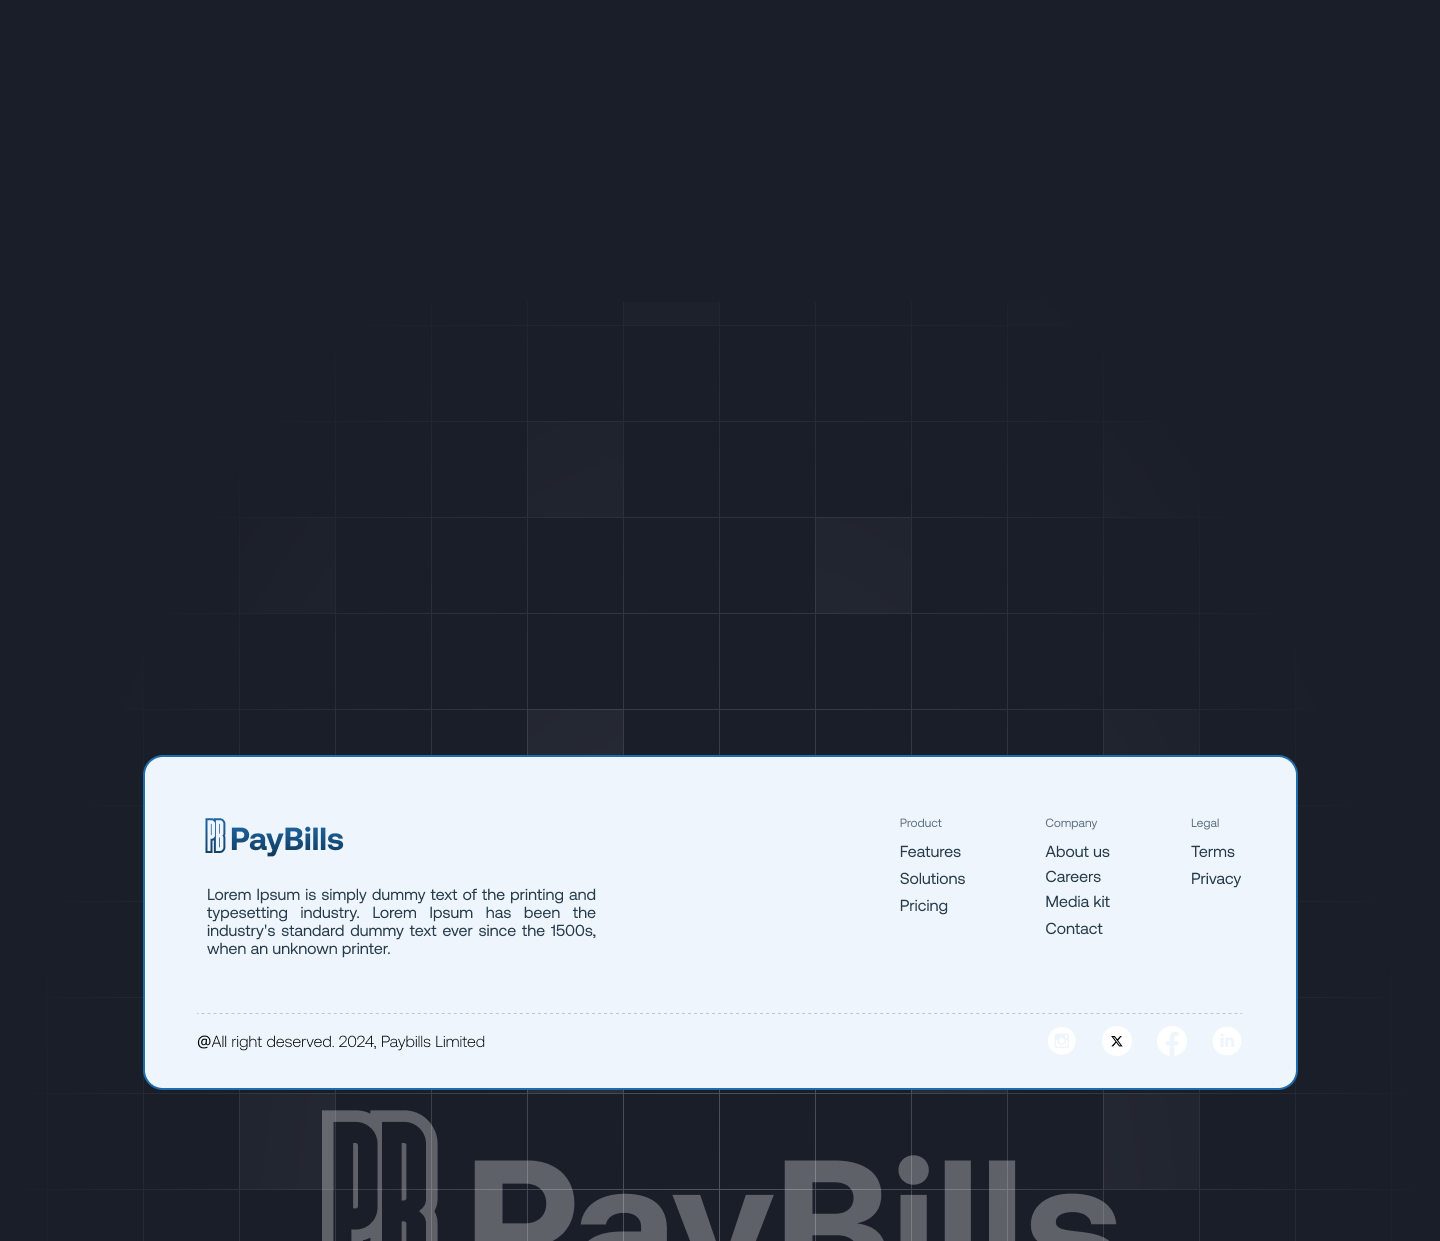 PayBills
Lorem Ipsum is simply dummy text of the printing and
typesetting industry. Lorem Ipsum has been the
industry's standard dummy text ever since the 1500s,
when an unknown printer.
Product
Features
Solutions
Pricing
Company
About us
Careers
Media kit
Contact
Legal
Terms
Privacy
@All right deserved. 2024, Paybills Limited
PayBills